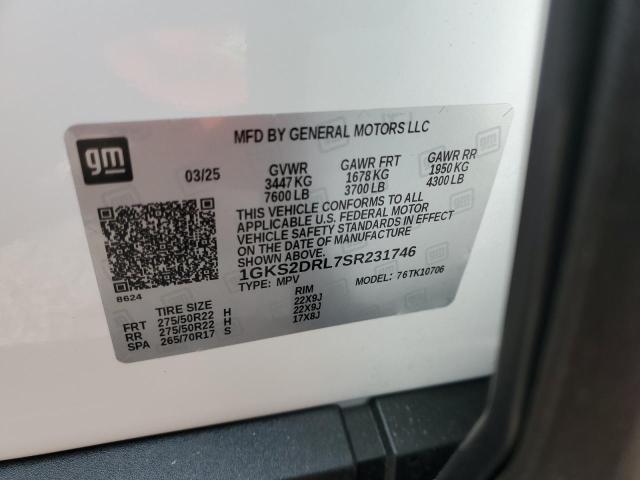 gm
MFD BY GENERAL MOTORS LLC
03/25 GVWR GAWR FRT GAWR RR
3447 KG 1678 KG 1950 KG
7600 LB 3700 LB 4300 LB
THIS VEHICLE CONFORMS TO ALL
APPLICABLE U.S. FEDERAL MOTOR
VEHICLE SAFETY STANDARDS IN EFFECT
ON THE DATE OF MANUFACTURE
SHOWN ABOVE.
1GKS2DRL7SR231746
TYPE: MPV MODEL: 76TK10706
8624
TIRE SIZE RIM
FRT 275/50R22 H 22X9J
RR 275/50R22 H 22X9J
SPA 265/70R17 S 17X8J